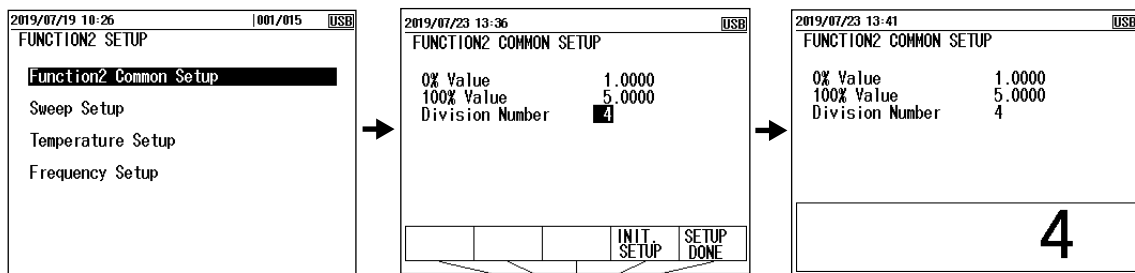 2019/07/19 10:26 001/015 USB
FUNCTION2 SETUP
Function2 Common Setup
Sweep Setup
Temperature Setup
Frequency Setup
2019/07/23 13:36 USB
FUNCTION2 COMMON SETUP
0% Value 1.0000
100% Value 5.0000
Division Number 4
INIT. SETUP
SETUP DONE
2019/07/23 13:41 USB
FUNCTION2 COMMON SETUP
0% Value 1.0000
100% Value 5.0000
Division Number 4
4